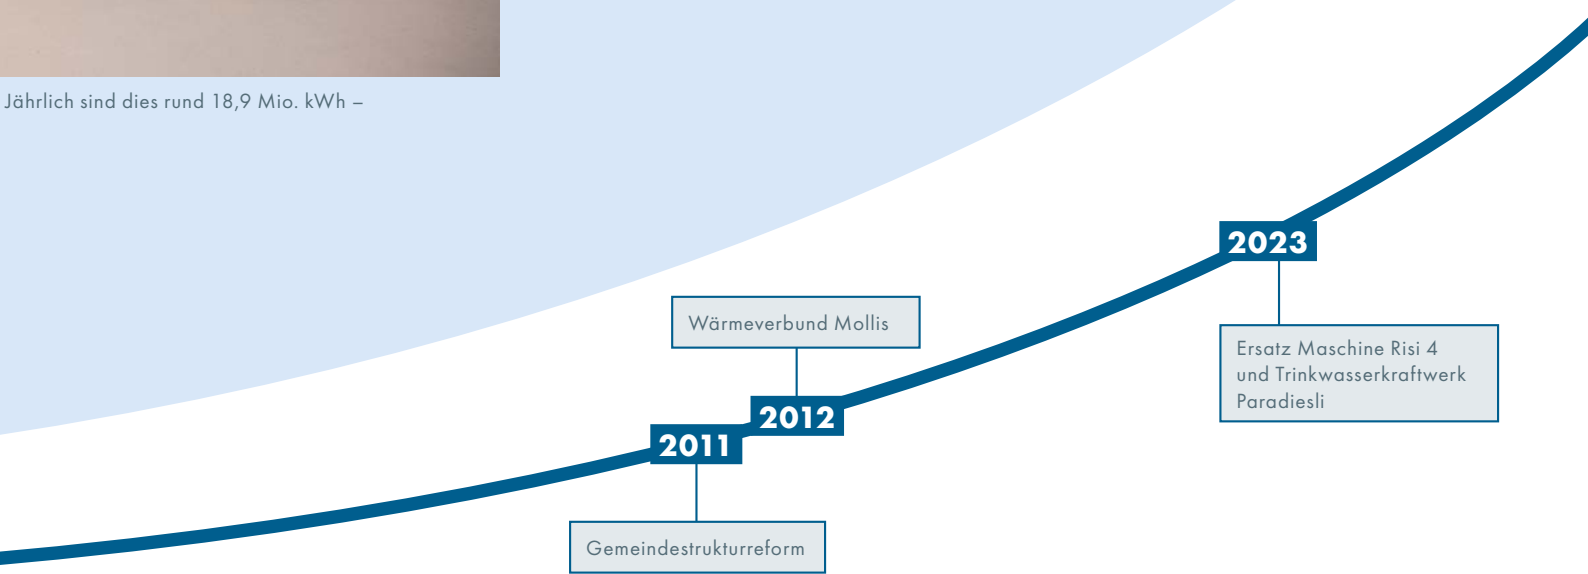 Jährlich sind dies rund 18,9 Mio. kWh –
2023
Wärmeverbund Mollis
Ersatz Maschine Risi 4
und Trinkwasserkraftwerk
Paradiesli
2012
2011
Gemeindestrukturreform